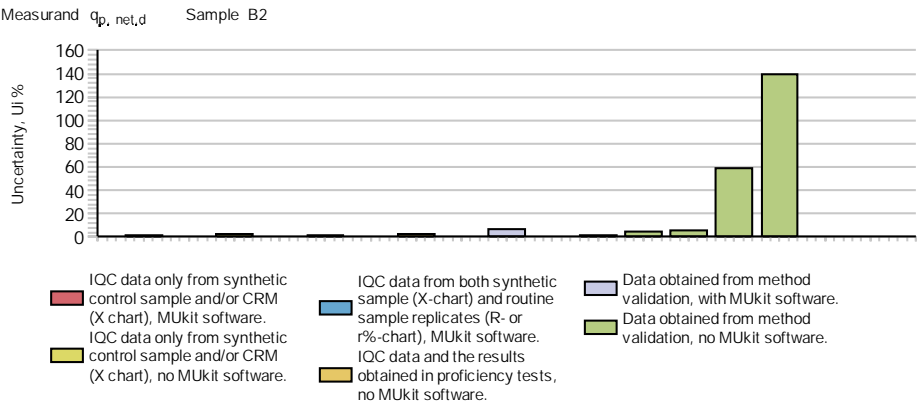 Measurand qp, net,d Sample B2
Uncertainty, Ui %
160
140
120
100
80
60
40
20
0
IQC data only from synthetic
control sample and/or CRM
(X chart), MUkit software.
IQC data only from synthetic
control sample and/or CRM
(X chart), no MUkit software.
IQC data from both synthetic
sample (X-chart) and routine
sample replicates (R- or
r%-chart), MUkit software.
IQC data and the results
obtained in proficiency tests,
no MUkit software.
Data obtained from method
validation, with MUkit software.
Data obtained from method
validation, no MUkit software.